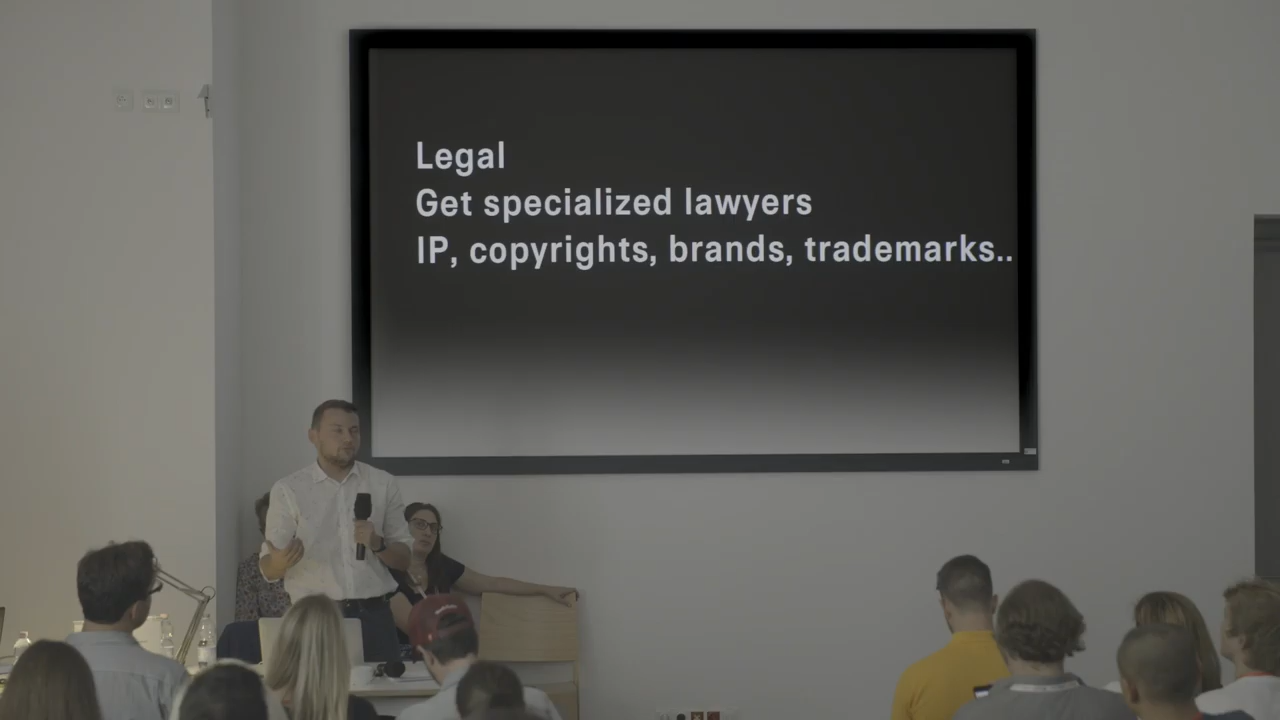 Legal
Get specialized lawyers
IP, copyrights, brands, trademarks..